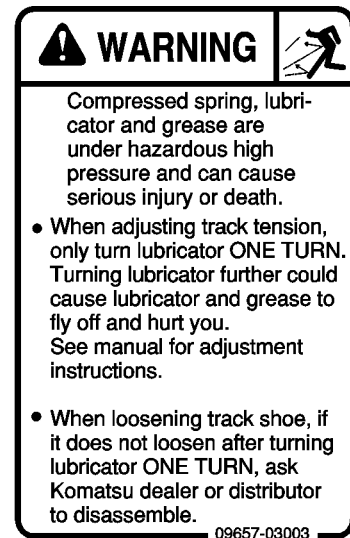 WARNING
Compressed spring, lubri-
cator and grease are
under hazardous high
pressure and can cause
serious injury or death.
• When adjusting track tension,
only turn lubricator ONE TURN.
Turning lubricator further could
cause lubricator and grease to
fly off and hurt you.
See manual for adjustment
instructions.
• When loosening track shoe, if
it does not loosen after turning
lubricator ONE TURN, ask
Komatsu dealer or distributor
to disassemble.
09657-03003